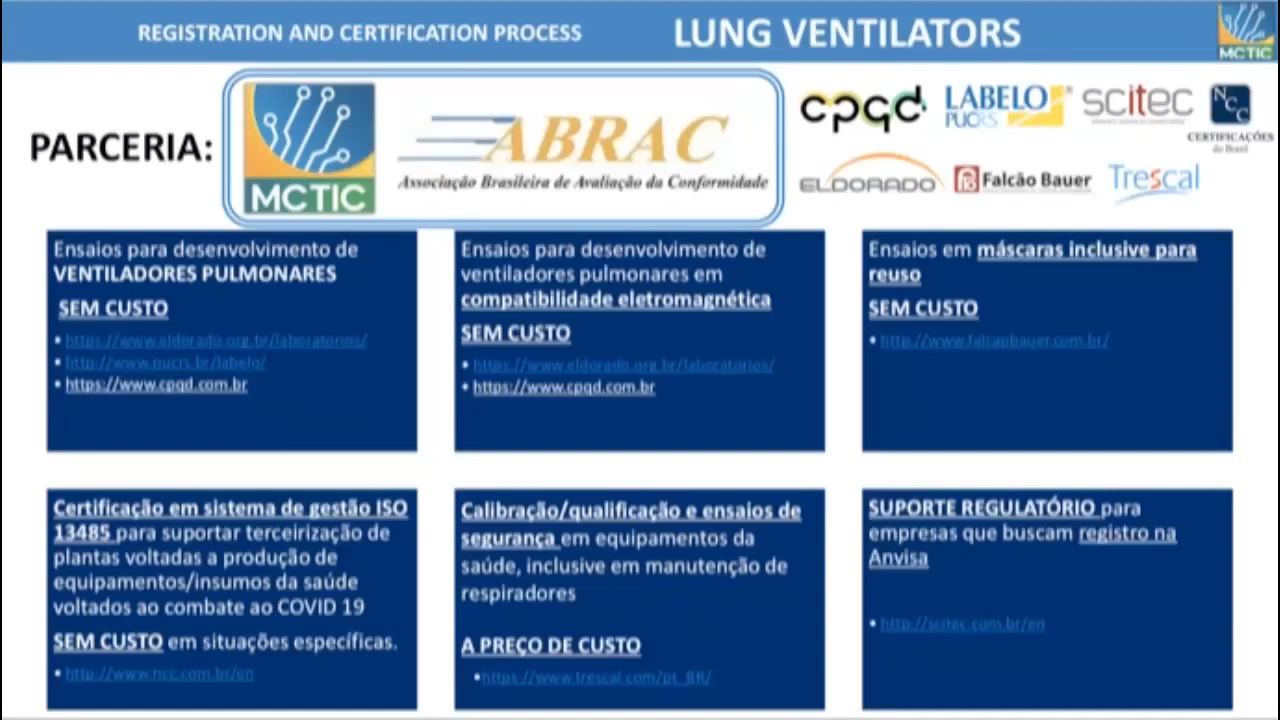 REGISTRATION AND CERTIFICATION PROCESS
LUNG VENTILATORS
MCTIC
PARCERIA:
MCTIC
ABRAC
Associação Brasileira de Avaliação da Conformidade
cpqd
LABELO
PUCRS
scitec
NCC
CERTIFICAÇÕES
do Brasil
ELDORADO
Falcão Bauer
Trescal
Ensaios para desenvolvimento de
VENTILADORES PULMONARES
SEM CUSTO
• https://www.eldorado.org.br/laboratorios/
• http://www.pucrs.br/labelo/
• https://www.cpqd.com.br
Ensaios para desenvolvimento de
ventiladores pulmonares em
compatibilidade eletromagnética
SEM CUSTO
• https://www.eldorado.org.br/laboratorios/
• https://www.cpqd.com.br
Ensaios em máscaras inclusive para
reuso
SEM CUSTO
• http://www.falcaobauer.com.br/
Certificação em sistema de gestão ISO
13485 para suportar terceirização de
plantas voltadas a produção de
equipamentos/insumos da saúde
voltados ao combate ao COVID 19
SEM CUSTO em situações específicas.
• http://www.ncc.com.br/en
Calibração/qualificação e ensaios de
segurança em equipamentos da
saúde, inclusive em manutenção de
respiradores
A PREÇO DE CUSTO
•https://www.trescal.com/pt_BR/
SUPORTE REGULATÓRIO para
empresas que buscam registro na
Anvisa
• http://scitec.com.br/en